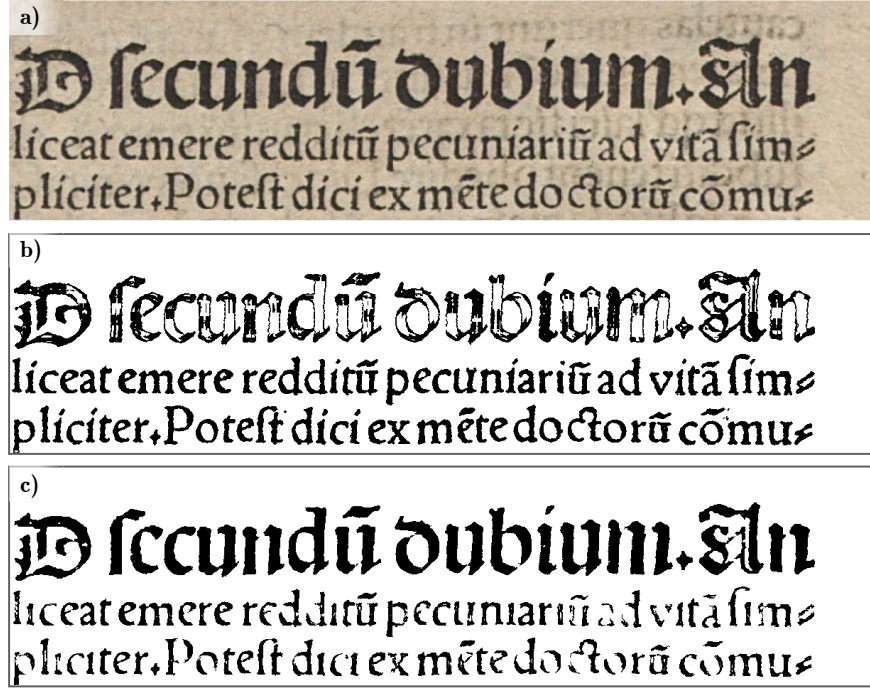 a)
D ſecundū dubium. An
liceat emere redditū pecuniariū ad vitā ſim⸗
pliciter. Poteſt dici ex mēte doctorū cōmu⸗
b)
D ſecundū dubium. An
liceat emere redditū pecuniariū ad vitā ſim⸗
pliciter. Poteſt dici ex mēte doctorū cōmu⸗
c)
D ſecundū dubium. An
liceat emere redditū pecuniariū ad vitā ſim⸗
pliciter. Poteſt dici ex mēte doctorū cōmu⸗